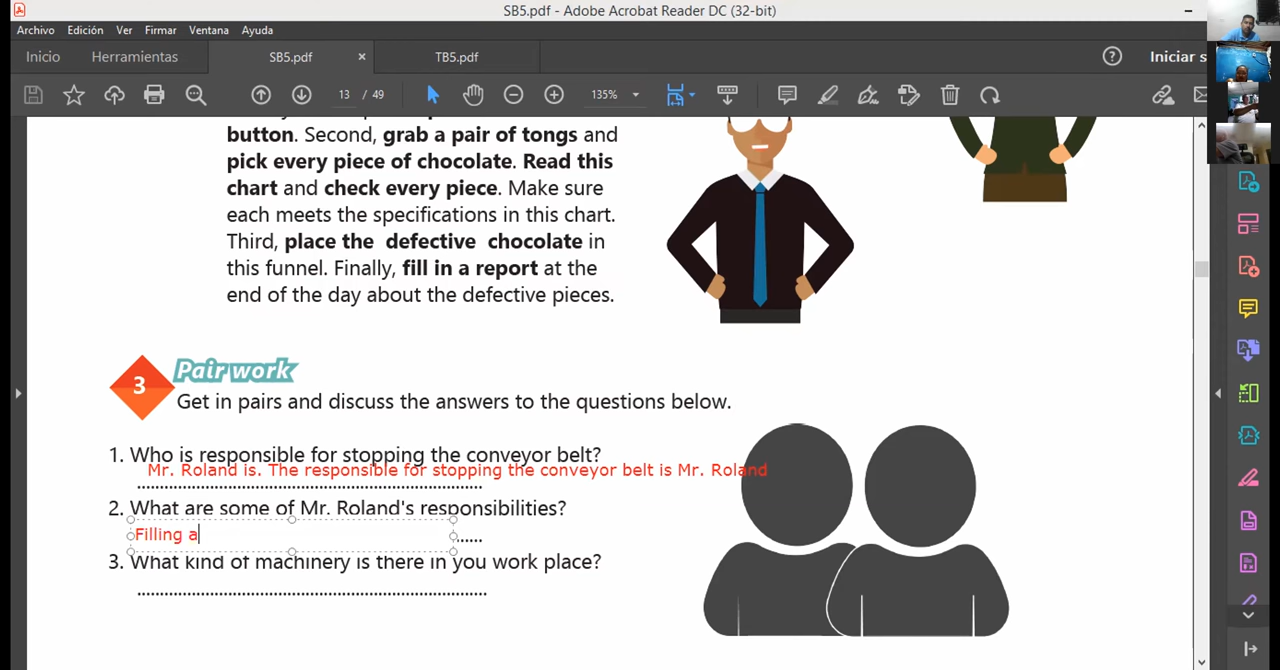 SB5.pdf - Adobe Acrobat Reader DC (32-bit)
Archivo Edición Ver Firmar Ventana Ayuda
Inicio Herramientas SB5.pdf × TB5.pdf ? Iniciar s
13 / 49 135%
button. Second, grab a pair of tongs and
pick every piece of chocolate. Read this
chart and check every piece. Make sure
each meets the specifications in this chart.
Third, place the defective chocolate in
this funnel. Finally, fill in a report at the
end of the day about the defective pieces.
3 Pair work
Get in pairs and discuss the answers to the questions below.
1. Who is responsible for stopping the conveyor belt?
Mr. Roland is. The responsible for stopping the conveyor belt is Mr. Roland
2. What are some of Mr. Roland's responsibilities?
Filling a
3. What kind of machinery is there in you work place?